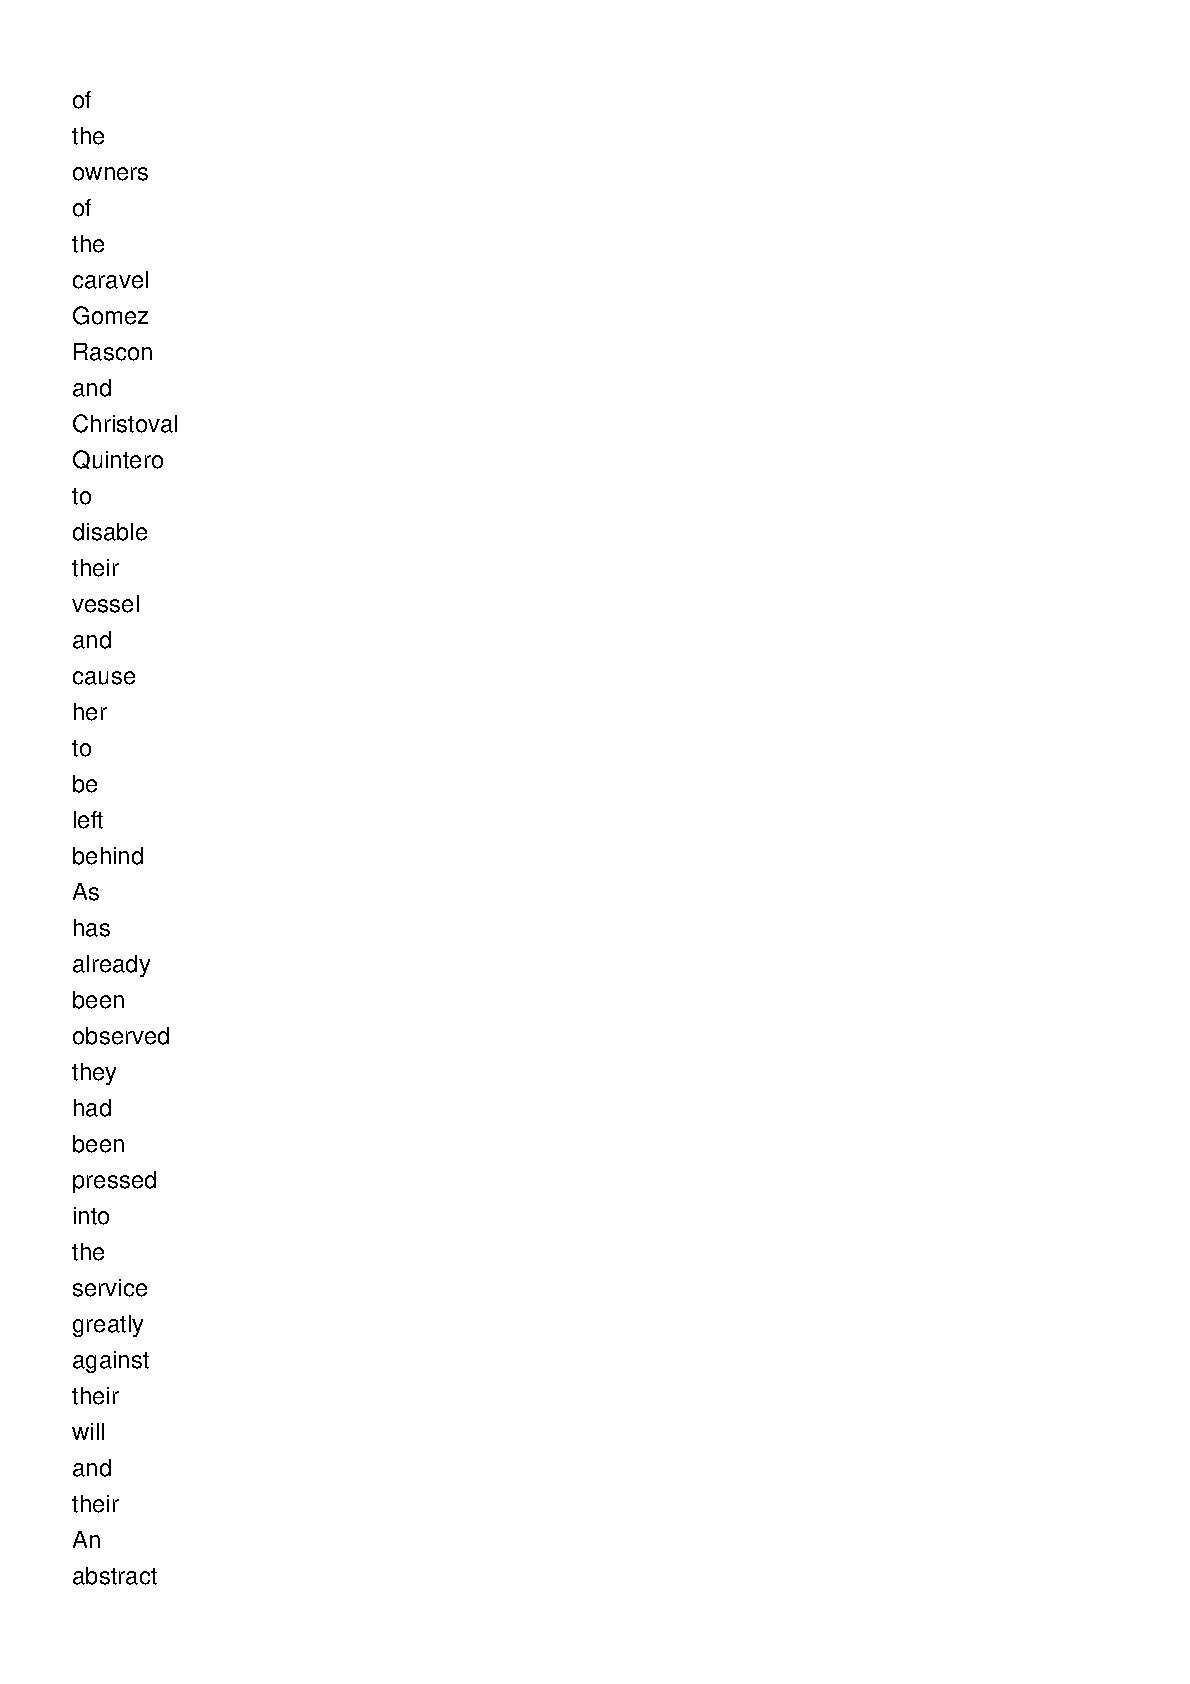 of
the
owners
of
the
caravel
Gomez
Rascon
and
Christoval
Quintero
to
disable
their
vessel
and
cause
her
to
be
left
behind
As
has
already
been
observed
they
had
been
pressed
into
the
service
greatly
against
their
will
and
their
An
abstract